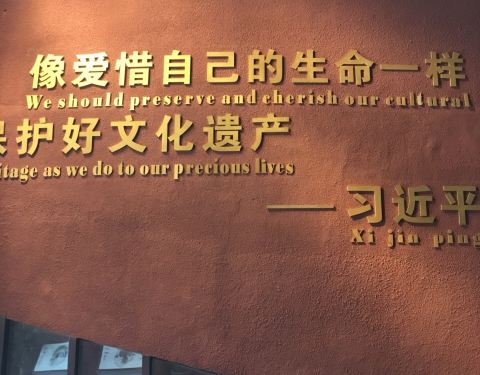 像爱惜自己的生命一样
We should preserve and cherish our cultural
保护好文化遗产
itage as we do to our precious lives
——习近平
Xi jin ping